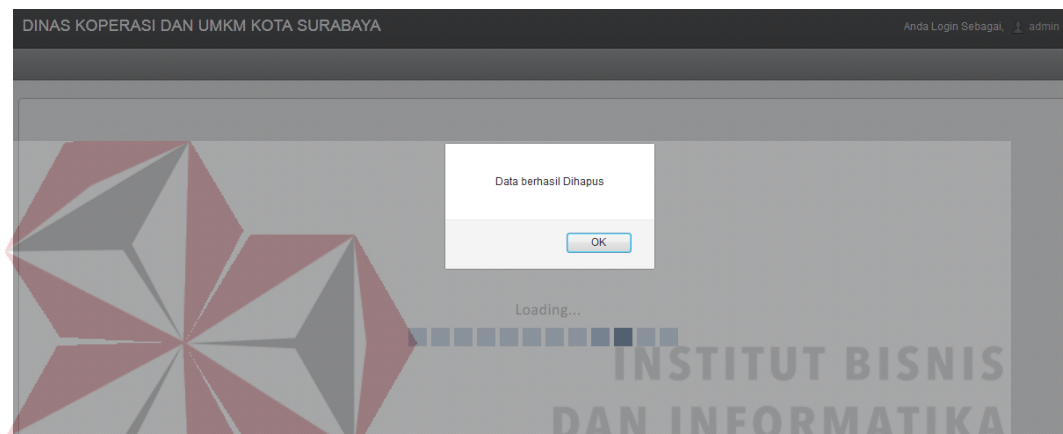 DINAS KOPERASI DAN UMKM KOTA SURABAYA
Anda Login Sebagai, admin
Data berhasil Dihapus
OK
Loading...
INSTITUT BISNIS
DAN INFORMATIKA